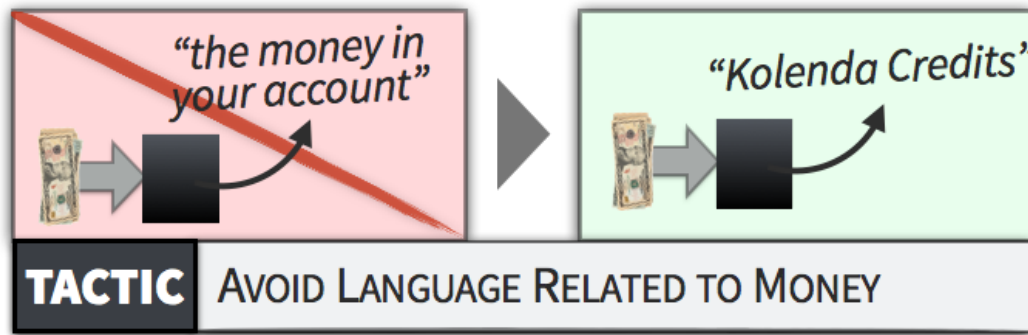 “the money in
your account”
“Kolenda Credits”
TACTIC AVOID LANGUAGE RELATED TO MONEY